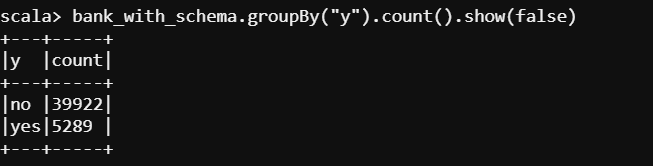 scala> bank_with_schema.groupBy("y").count().show(false)
+---+-----+
|y  |count|
+---+-----+
|no |39922|
|yes|5289 |
+---+-----+